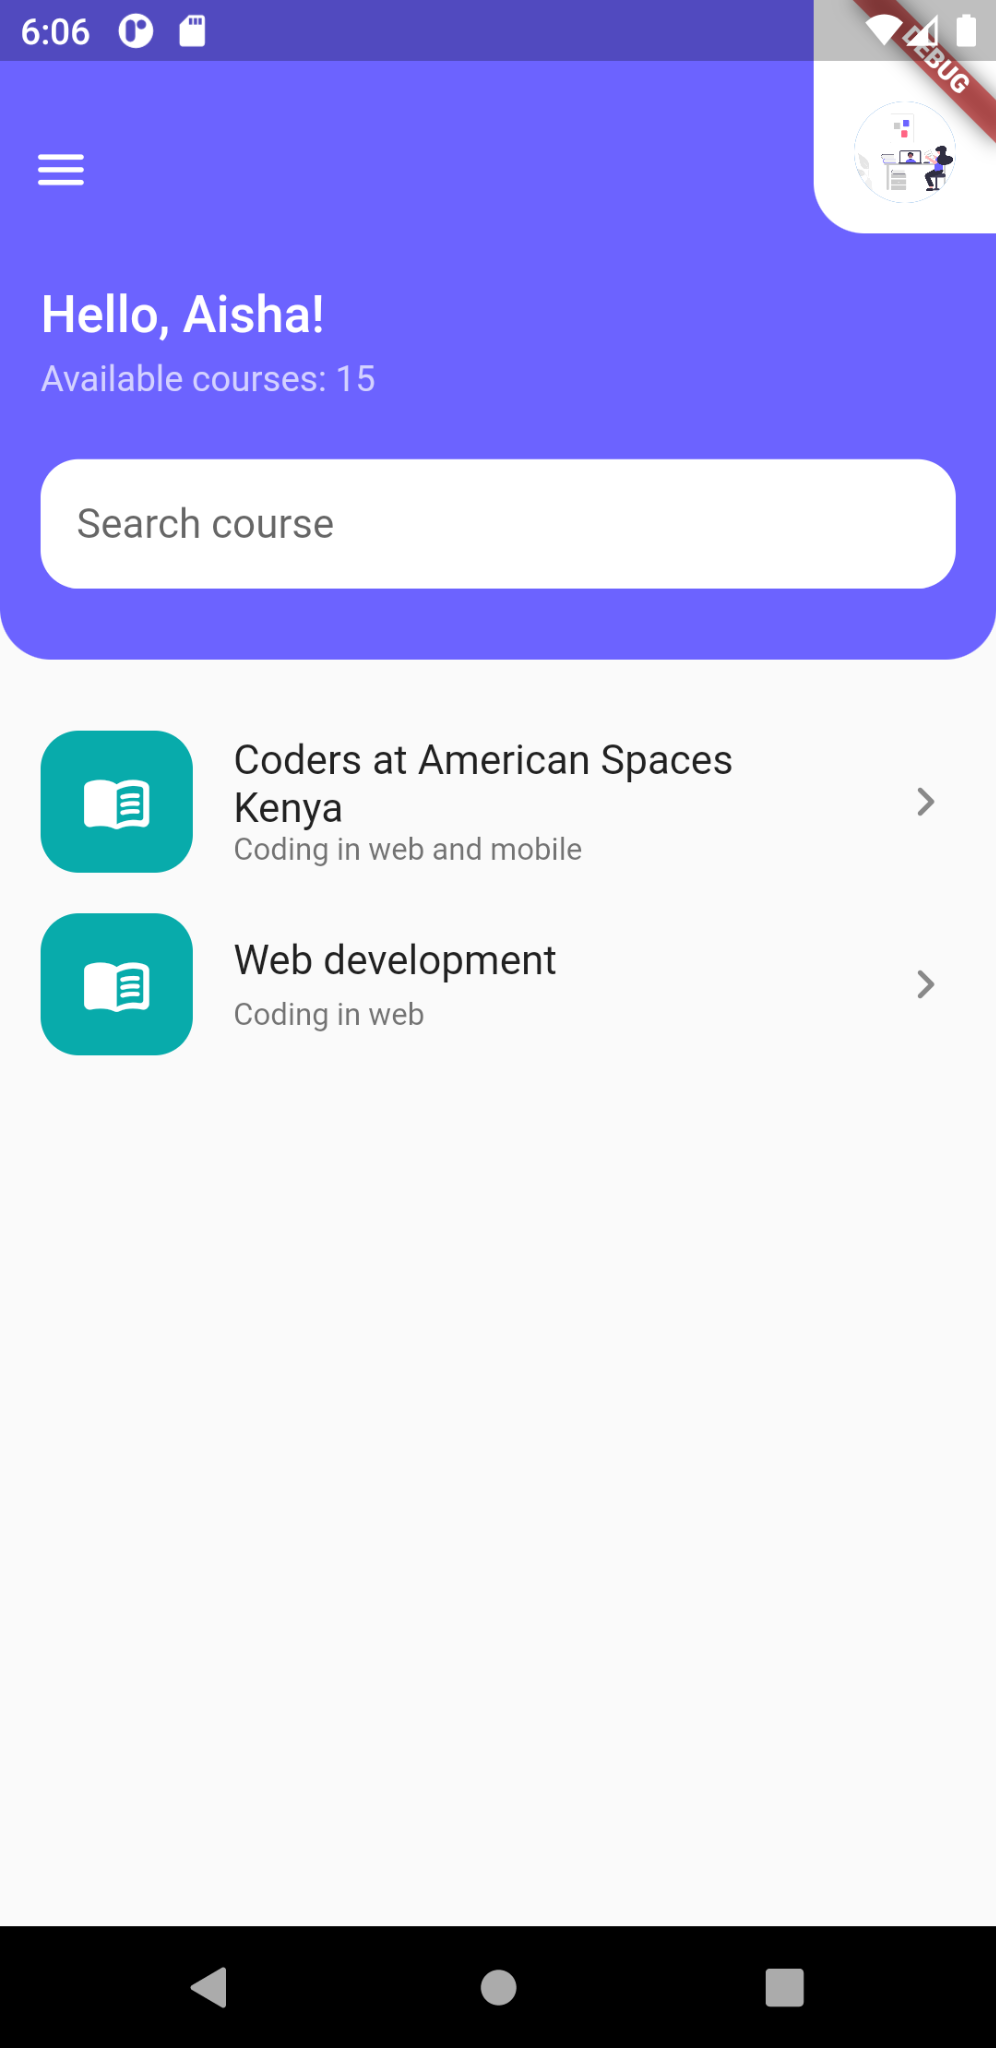 6:06
DEBUG
Hello, Aisha!
Available courses: 15
Search course
Coders at American Spaces
Kenya
Coding in web and mobile
Web development
Coding in web